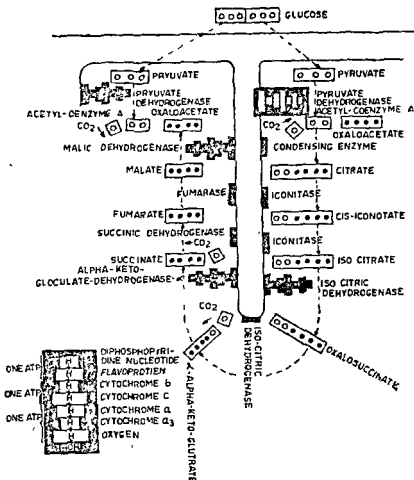 GLUCOSE
PRYUVATE
PYRUVATE
PRYUVATE
DEHYDROGENASE
ACETYL-COENZYME A
OXALOACETATE
CO2
PYRUVATE
DEHYDROGENASE
ACETYL-COENZYME A
CO2
OXALOACETATE
MALIC DEHYDROGENASE
CONDENSING ENZYME
MALATE
CITRATE
FUMARASE
ICONITASE
FUMARATE
CIS-ICONOTATE
SUCCINIC DEHYDROGENASE
ICONITASE
CO2
SUCCINATE
ISO CITRATE
ALPHA-KETO-
GLOCULATE-DEHYDROGENASE
ISO CITRIC
DEHYDROGENASE
CO2
ISO-CITRIC
DEHYDROGENASE
OXALOSUCCINATE
ALPHA-KETO-GLUTRATE
DIPHOSPHOPYRI-
DINE NUCLEOTIDE
ONE ATP
H
FLAVOPROTIEN
H
CYTOCHROME b
ONE ATP
H
CYTOCHROME C
H
CYTOCHROME a
ONE ATP
H
CYTOCHROME a3
H
OXYGEN
H